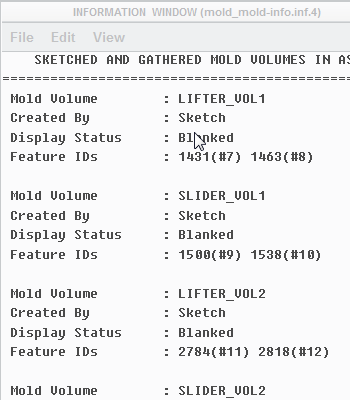 INFORMATION WINDOW (mold_mold-info.inf.4)
File Edit View
SKETCHED AND GATHERED MOLD VOLUMES IN AS
================================================
Mold Volume : LIFTER_VOL1
Created By : Sketch
Display Status : Blanked
Feature IDs : 1431(#7) 1463(#8)
Mold Volume : SLIDER_VOL1
Created By : Sketch
Display Status : Blanked
Feature IDs : 1500(#9) 1538(#10)
Mold Volume : LIFTER_VOL2
Created By : Sketch
Display Status : Blanked
Feature IDs : 2784(#11) 2818(#12)
Mold Volume : SLIDER_VOL2